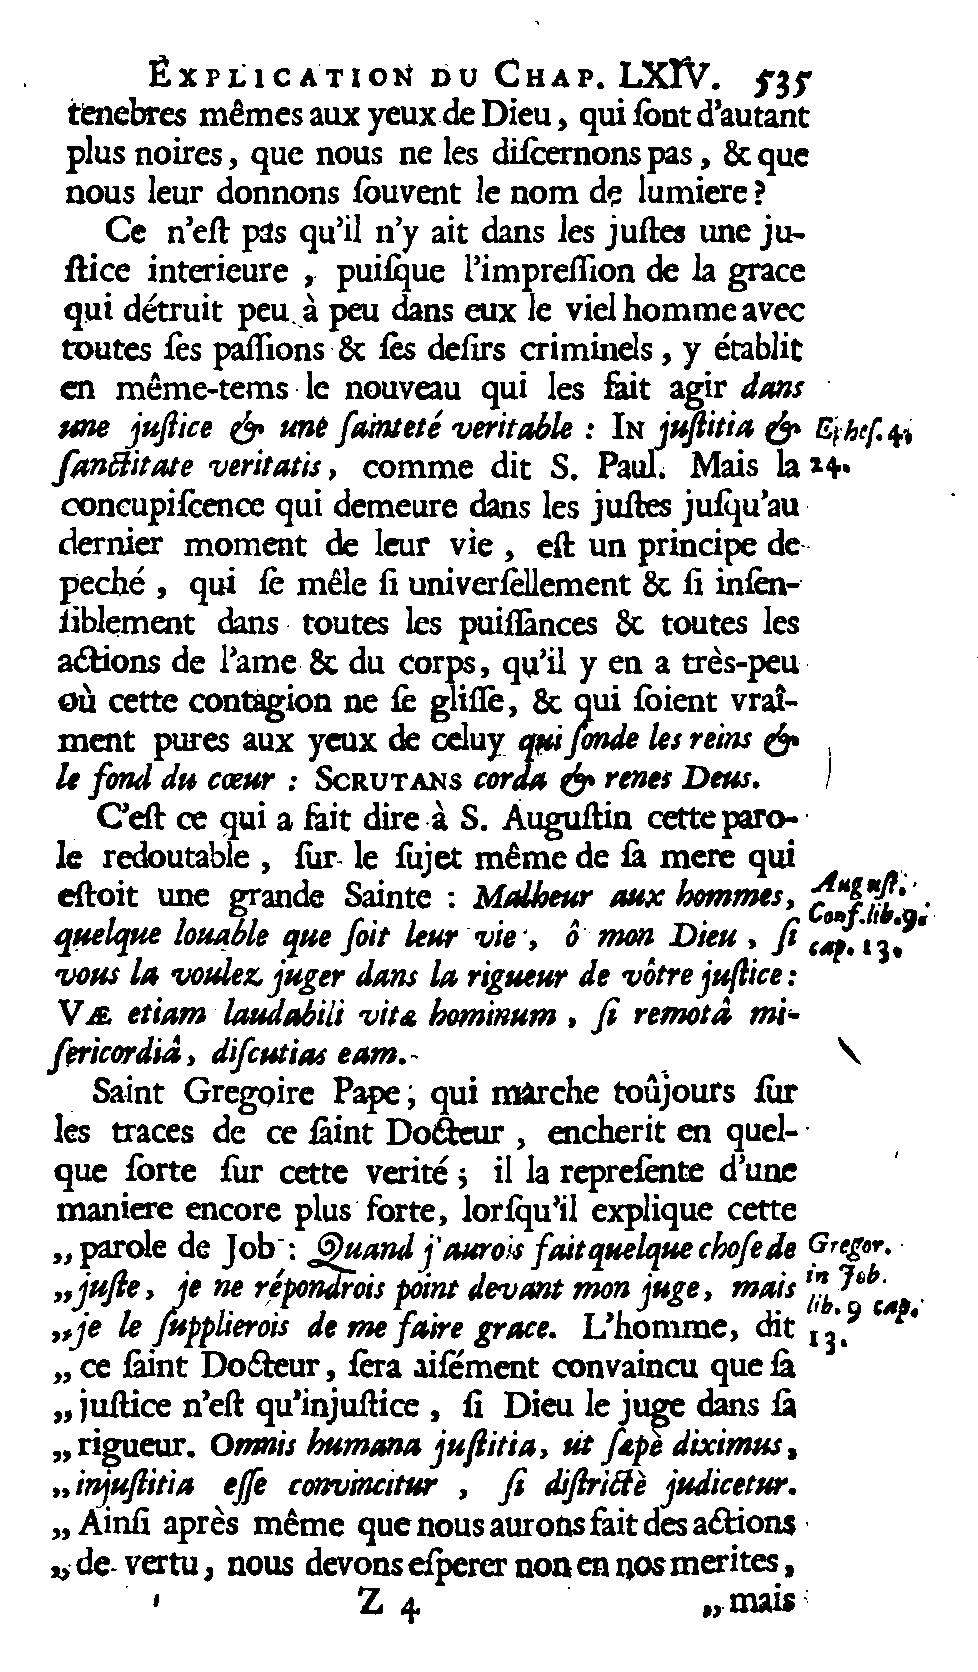 EXPLICATION DU CHAP. LXIV. 535
tenebres mêmes aux yeux de Dieu, qui ſont d'autant
plus noires, que nous ne les diſcernons pas, & que
nous leur donnons ſouvent le nom de lumiere?
Ce n'eſt pas qu'il n'y ait dans les juſtes une ju-
ſtice interieure, puiſque l'impreſſion de la grace
qui détruit peu à peu dans eux le viel homme avec
toutes ſes paſſions & ſes deſirs criminels, y établit
en même-tems le nouveau qui les fait agir dans
une juſtice & une ſainteté veritable : IN juſtitia &
ſanctitate veritatis, comme dit S. Paul. Mais la
Epheſ. 4.
24.
concupiſcence qui demeure dans les juſtes juſqu'au
dernier moment de leur vie, eſt un principe de
peché, qui ſe mêle ſi univerſellement & ſi inſen-
ſiblement dans toutes les puiſſances & toutes les
actions de l'ame & du corps, qu'il y en a très-peu
où cette contagion ne ſe gliſſe, & qui ſoient vraî-
ment pures aux yeux de celuy qui ſonde les reins &
le fond du cœur : SCRUTANS corda & renes Deus.
C'eſt ce qui a fait dire à S. Auguſtin cette paro-
le redoutable, ſur le ſujet même de ſa mere qui
eſtoit une grande Sainte : Malheur aux hommes,
quelque louable que ſoit leur vie, ô mon Dieu, ſi
vous la voulez juger dans la rigueur de vôtre juſtice :
Auguſt.
Conf. lib. 9.
cap. 13.
VÆ etiam laudabili vitæ hominum, ſi remotâ mi-
ſericordiâ, diſcutias eam.
Saint Gregoire Pape, qui marche toûjours ſur
les traces de ce ſaint Docteur, encherit en quel-
que ſorte ſur cette verité ; il la repreſente d'une
maniere encore plus forte, lorſqu'il explique cette
„ parole de Job : Quand j'aurois fait quelque choſe de
„ juſte, je ne répondrois point devant mon juge, mais
„ je le ſupplierois de me faire grace. L'homme, dit
Gregor.
in Job.
lib. 9 cap.
13.
„ ce ſaint Docteur, ſera aiſément convaincu que ſa
„ juſtice n'eſt qu'injuſtice, ſi Dieu le juge dans ſa
„ rigueur. Omnis humana juſtitia, ut ſæpè diximus,
„ injuſtitia eſſe convincitur, ſi diſtrictè judicetur.
„ Ainſi après même que nous aurons fait des actions
„ de vertu, nous devons eſperer non en nos merites,
Z 4
„ mais